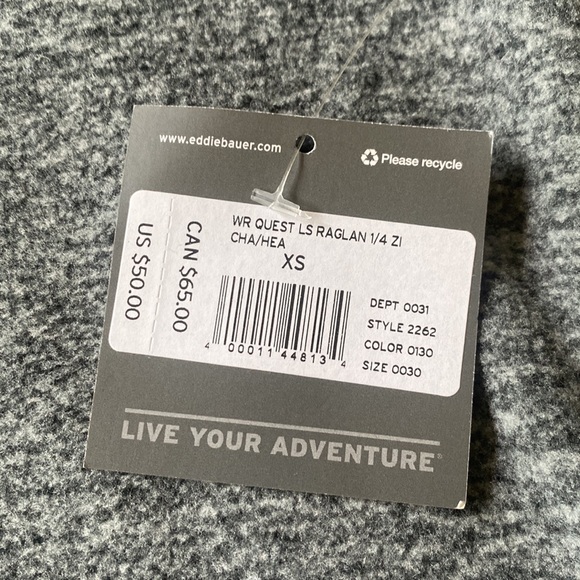 www.eddiebauer.com
Please recycle
WR QUEST LS RAGLAN 1/4 ZI
CHA/HEA
XS
US $50.00
CAN $65.00
DEPT 0031
STYLE 2262
COLOR 0130
SIZE 0030
4 00011 44813 4
LIVE YOUR ADVENTURE®